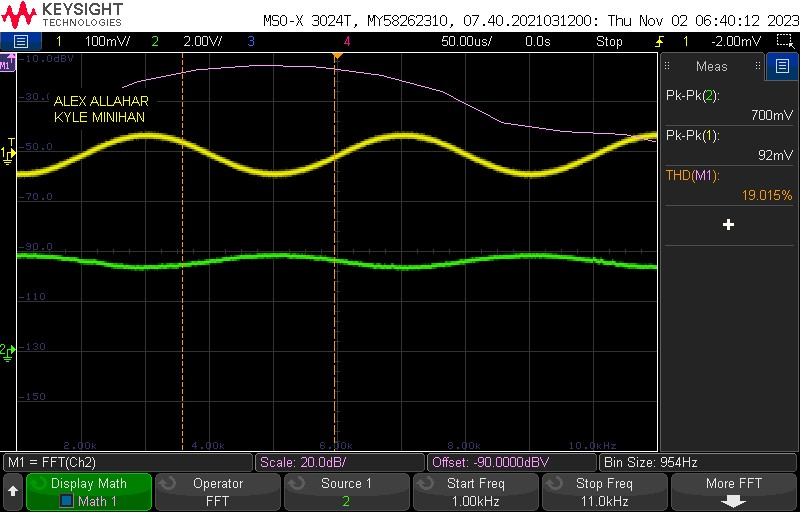 KEYSIGHT
TECHNOLOGIES
MSO-X 3024T, MY58262310, 07.40.2021031200: Thu Nov 02 06:40:12 2023
1 100mV/ 2 2.00V/ 3 4 50.00us/ 0.0s Stop 1 -2.00mV
M1
-10.0dBV
-30.0
ALEX ALLAHAR
KYLE MINIHAN
T
1
-50.0
-70.0
-90.0
-110
2
-130
-150
2.00k 4.00k 6.00k 8.00k 10.0kHz
Meas
Pk-Pk(2):
700mV
Pk-Pk(1):
92mV
THD(M1):
19.015%
+
M1 = FFT(Ch2) Scale: 20.0dB/ Offset: -90.0000dBV Bin Size: 954Hz
Display Math
Math 1
Operator
FFT
Source 1
2
Start Freq
1.00kHz
Stop Freq
11.0kHz
More FFT